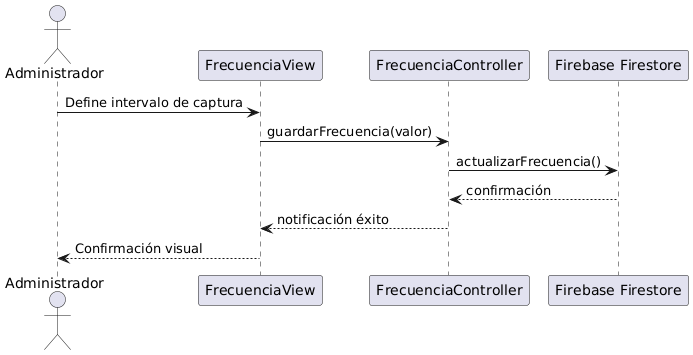 Administrador
FrecuenciaView
FrecuenciaController
Firebase Firestore
Define intervalo de captura
guardarFrecuencia(valor)
actualizarFrecuencia()
confirmación
notificación éxito
Confirmación visual
Administrador
FrecuenciaView
FrecuenciaController
Firebase Firestore